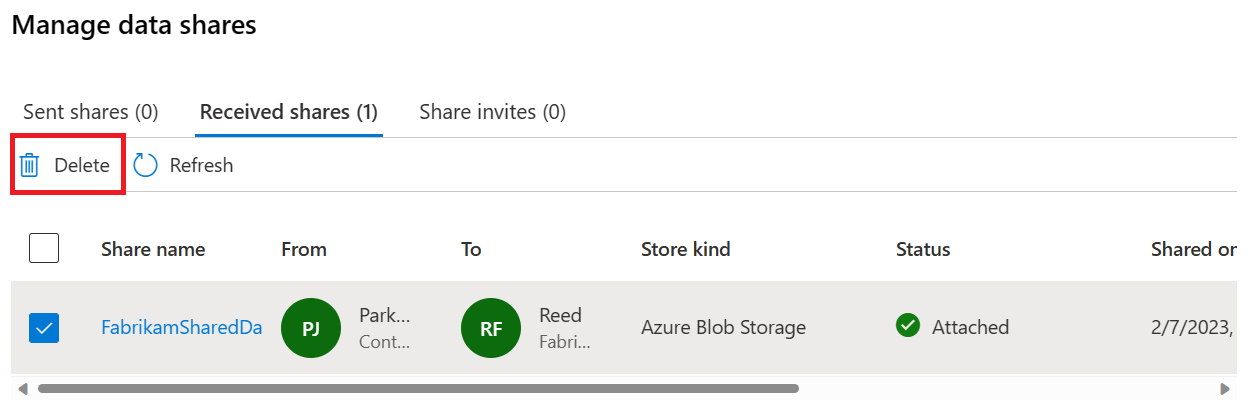 Manage data shares
Sent shares (0) Received shares (1) Share invites (0)
Delete Refresh
Share name From To Store kind Status Shared on
FabrikamSharedDa PJ Park... Cont... RF Reed Fabri... Azure Blob Storage Attached 2/7/2023,